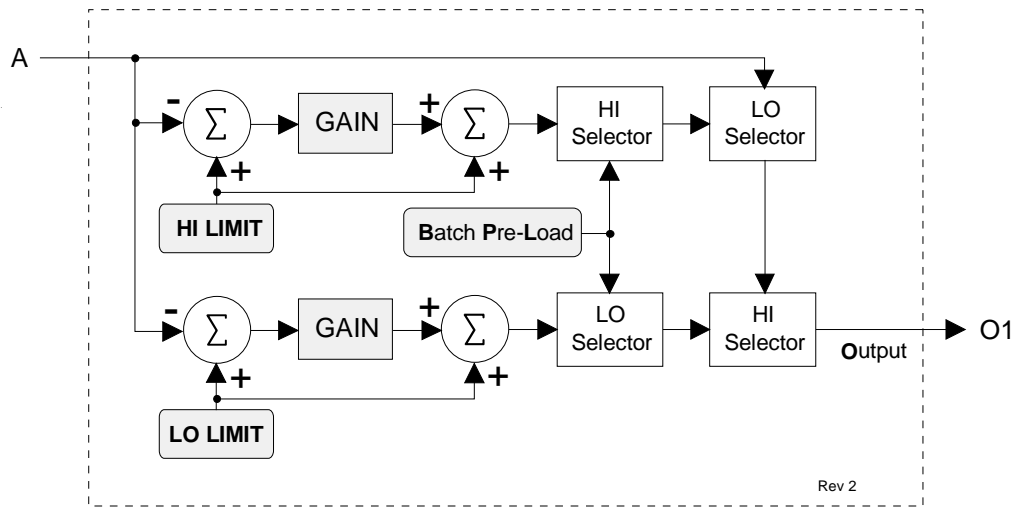 A
-
Σ
+
GAIN
+
Σ
+
HI
Selector
LO
Selector
HI LIMIT
Batch Pre-Load
-
Σ
+
GAIN
+
Σ
+
LO
Selector
HI
Selector
O1
Output
LO LIMIT
Rev 2